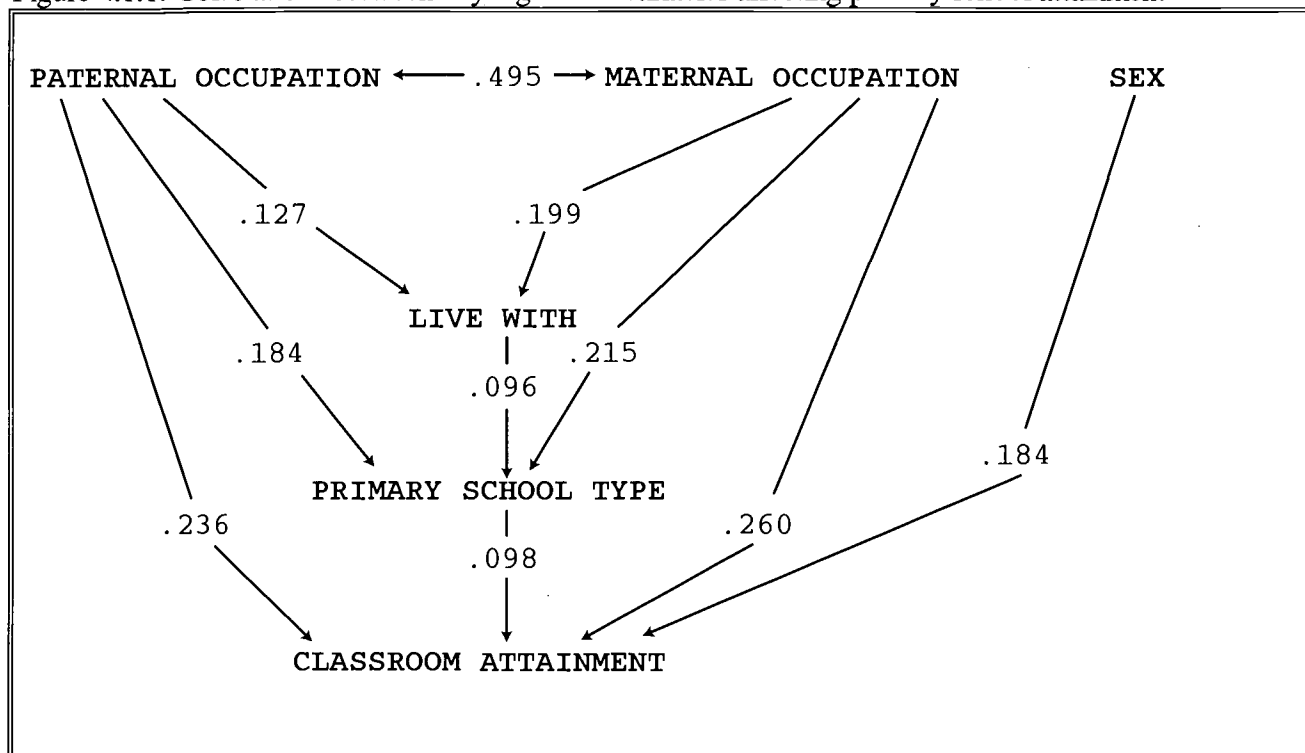 PATERNAL OCCUPATION .495 MATERNAL OCCUPATION SEX
.127 .199
LIVE WITH
.184 .215
.096
.184
PRIMARY SCHOOL TYPE
.236 .260
.098
CLASSROOM ATTAINMENT